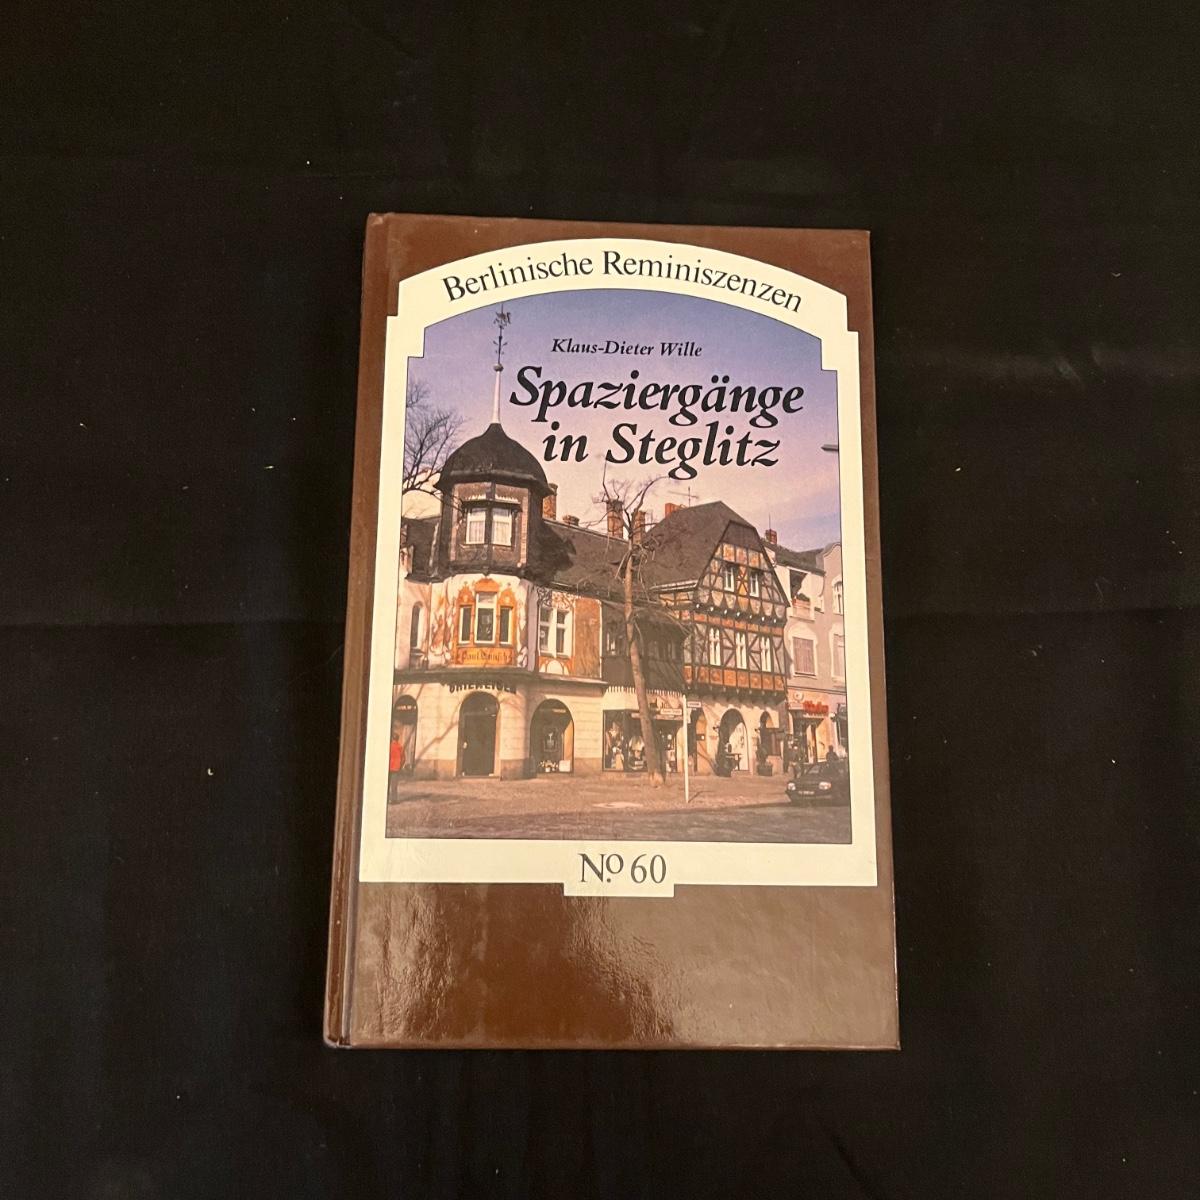 Berlinische Reminiszenzen
Klaus-Dieter Wille
Spaziergänge
in Steglitz
No. 60